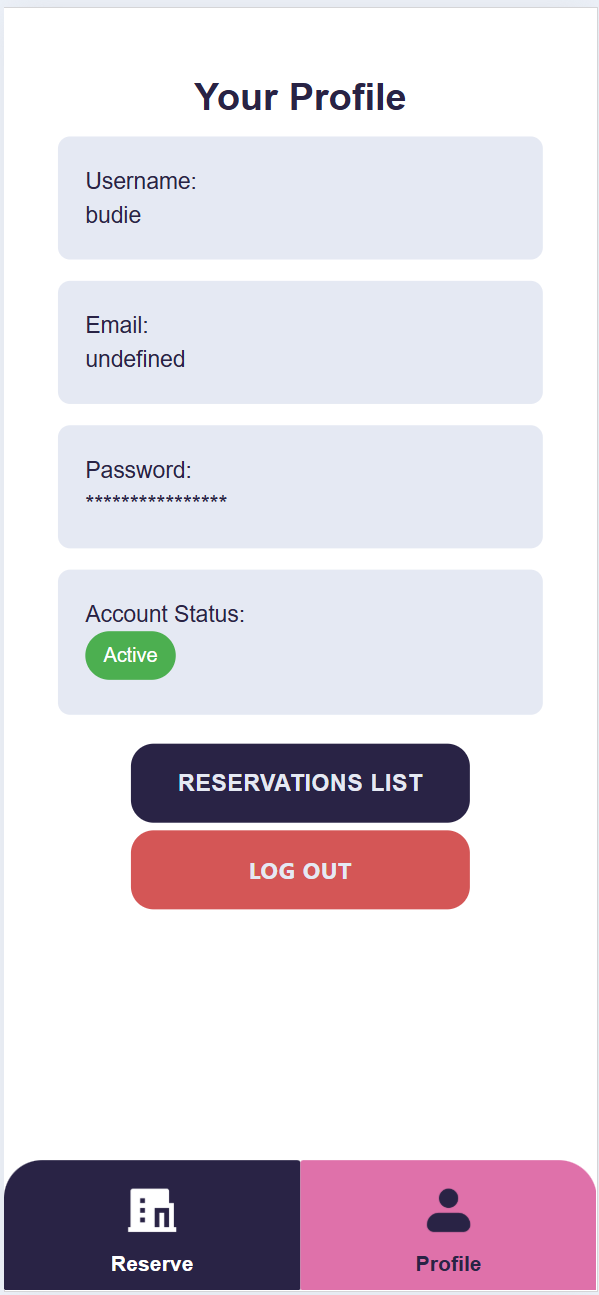 Your Profile
Username:
budie
Email:
undefined
Password:
****************
Account Status:
Active
RESERVATIONS LIST
LOG OUT
Reserve
Profile